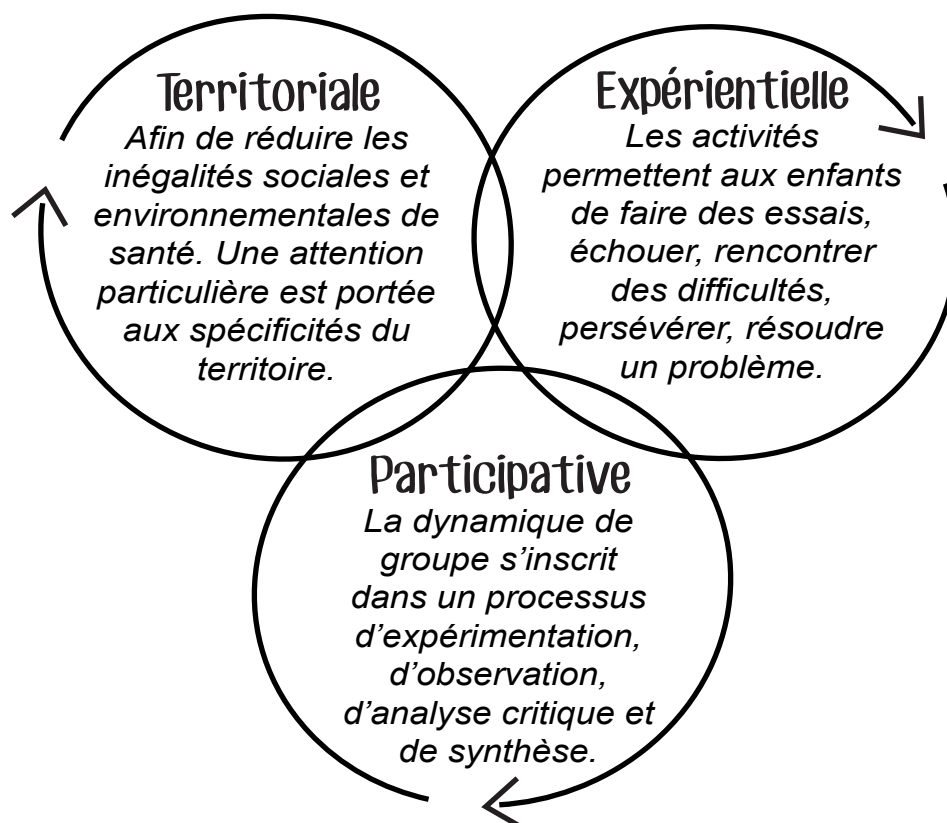 Territoriale
Afin de réduire les
inégalités sociales et
environnementales de
santé. Une attention
particulière est portée
aux spécificités du
territoire.
Expérientielle
Les activités
permettent aux enfants
de faire des essais,
échouer, rencontrer
des difficultés,
persévérer, résoudre
un problème.
Participative
La dynamique de
groupe s’inscrit
dans un processus
d’expérimentation,
d’observation,
d’analyse critique et
de synthèse.